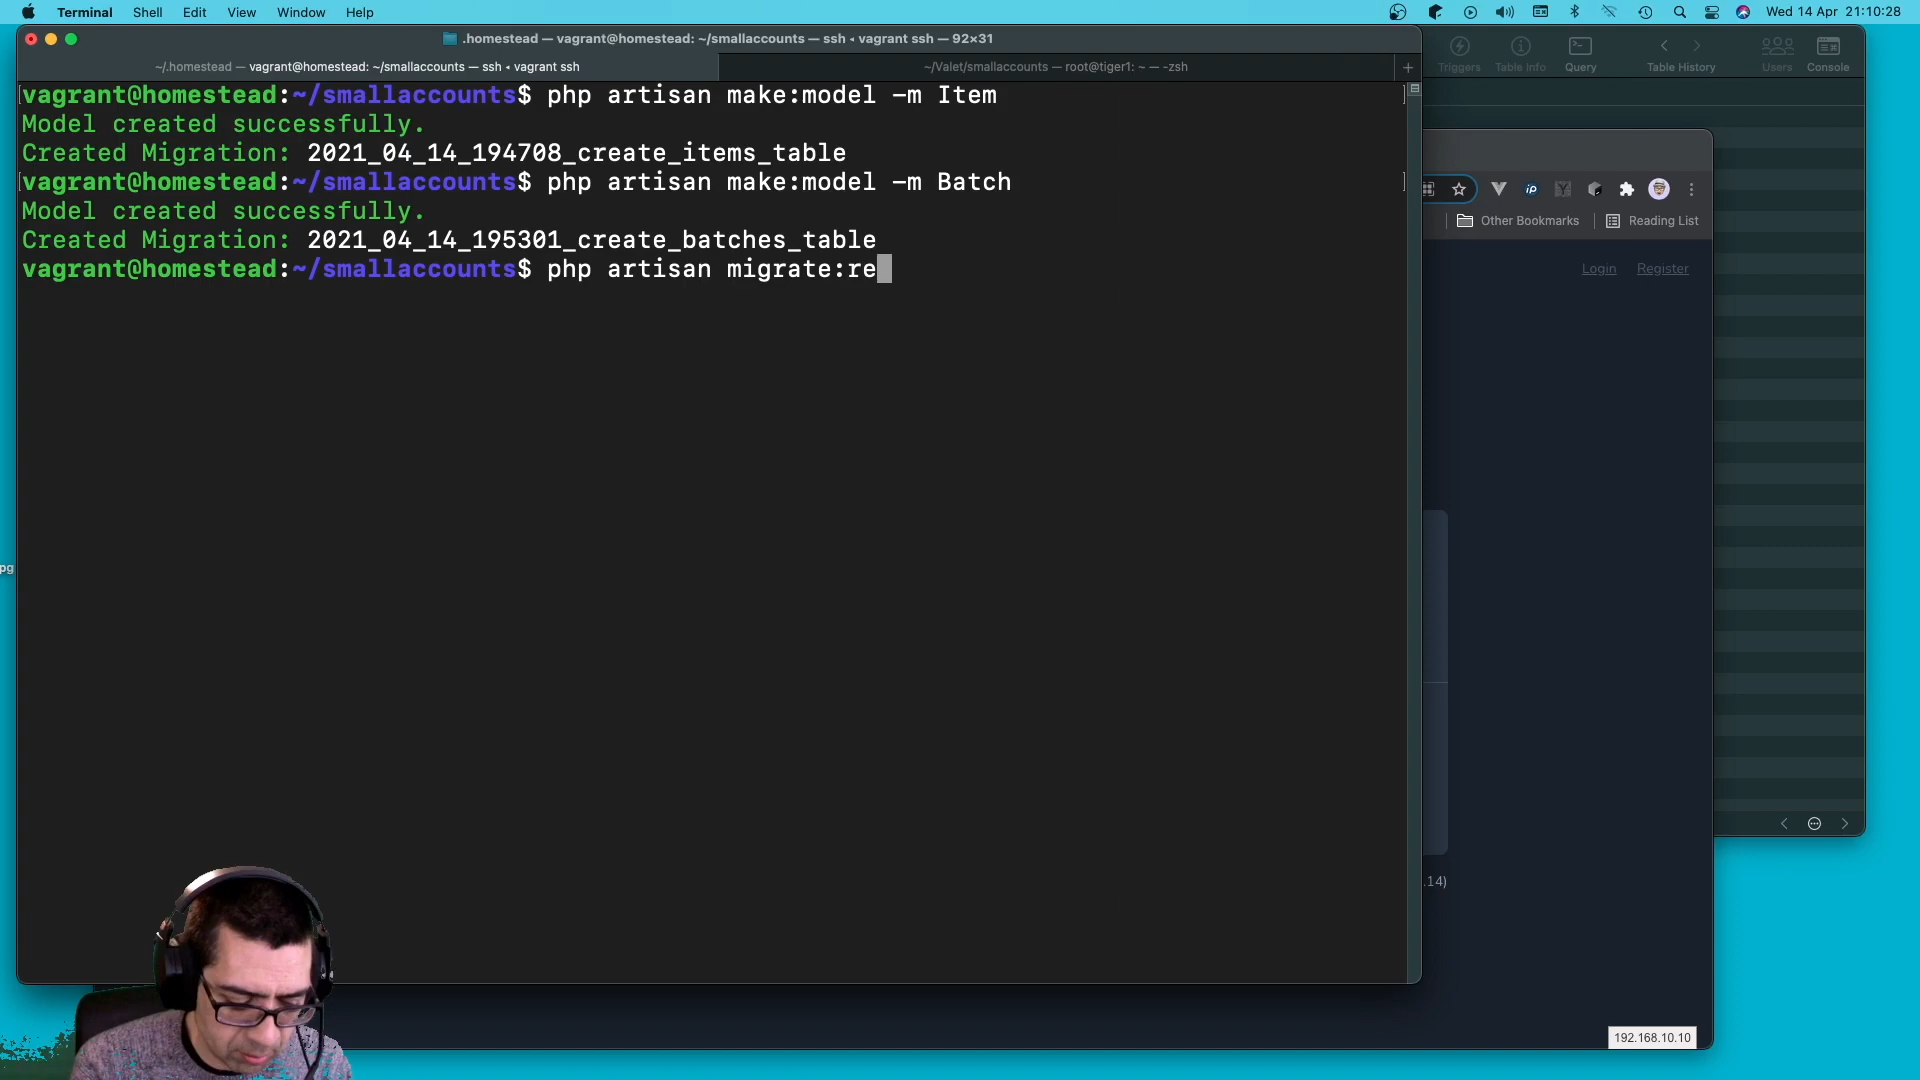 Terminal Shell Edit View Window Help Wed 14 Apr 21:10:28
.homestead — vagrant@homestead: ~/smallaccounts — ssh ◂ vagrant ssh — 92×31
~/.homestead — vagrant@homestead: ~/smallaccounts — ssh ◂ vagrant ssh
~/Valet/smallaccounts — root@tiger1: ~ — -zsh
Triggers Table Info Query Table History Users Console
vagrant@homestead:~/smallaccounts$ php artisan make:model -m Item
Model created successfully.
Created Migration: 2021_04_14_194708_create_items_table
vagrant@homestead:~/smallaccounts$ php artisan make:model -m Batch
Model created successfully.
Created Migration: 2021_04_14_195301_create_batches_table
vagrant@homestead:~/smallaccounts$ php artisan migrate:re
Other Bookmarks Reading List
Login Register
pg
.14)
192.168.10.10